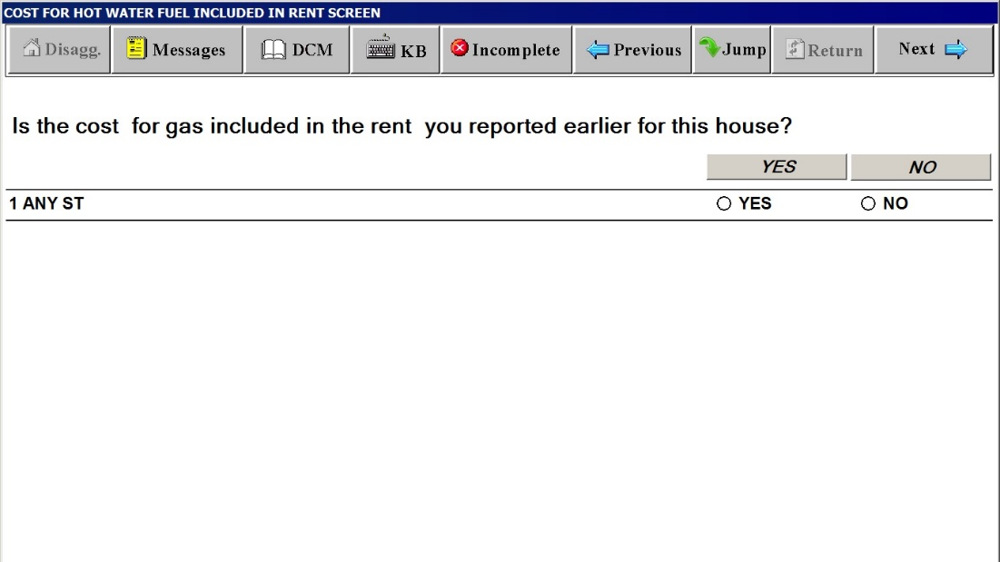 COST FOR HOT WATER FUEL INCLUDED IN RENT SCREEN
Disagg. Messages DCM KB Incomplete Previous Jump Return Next
Is the cost for gas included in the rent you reported earlier for this house?
YES NO
1 ANY ST YES NO